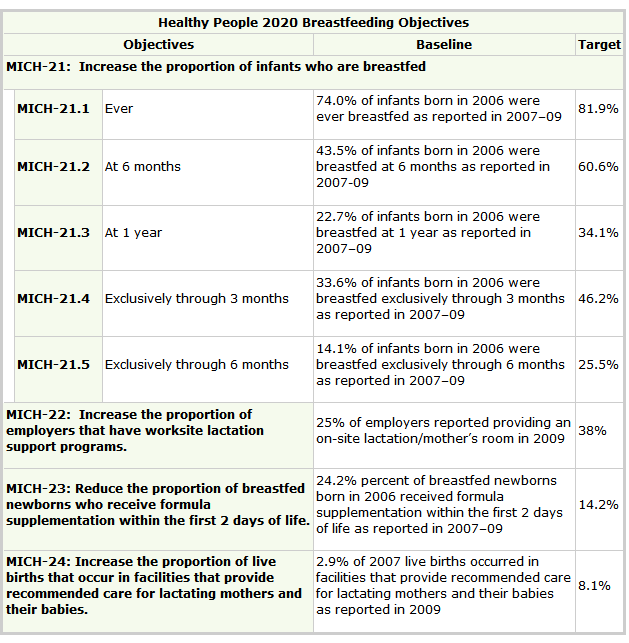 Healthy People 2020 Breastfeeding Objectives
Objectives Baseline Target
MICH-21:  Increase the proportion of infants who are breastfed
MICH-21.1 Ever 74.0% of infants born in 2006 were
ever breastfed as reported in 2007–09 81.9%
MICH-21.2 At 6 months 43.5% of infants born in 2006 were
breastfed at 6 months as reported in
2007-09 60.6%
MICH-21.3 At 1 year 22.7% of infants born in 2006 were
breastfed at 1 year as reported in
2007–09 34.1%
MICH-21.4 Exclusively through 3 months 33.6% of infants born in 2006 were
breastfed exclusively through 3 months
as reported in 2007–09 46.2%
MICH-21.5 Exclusively through 6 months 14.1% of infants born in 2006 were
breastfed exclusively through 6 months
as reported in 2007–09 25.5%
MICH-22:  Increase the proportion of
employers that have worksite lactation
support programs.
25% of employers reported providing an
on-site lactation/mother's room in 2009 38%
MICH-23: Reduce the proportion of breastfed
newborns who receive formula
supplementation within the first 2 days of life.
24.2% percent of breastfed newborns
born in 2006 received formula
supplementation within the first 2 days
of life as reported in 2007–09 14.2%
MICH-24: Increase the proportion of live
births that occur in facilities that provide
recommended care for lactating mothers and
their babies.
2.9% of 2007 live births occurred in
facilities that provide recommended care
for lactating mothers and their babies
as reported in 2009 8.1%